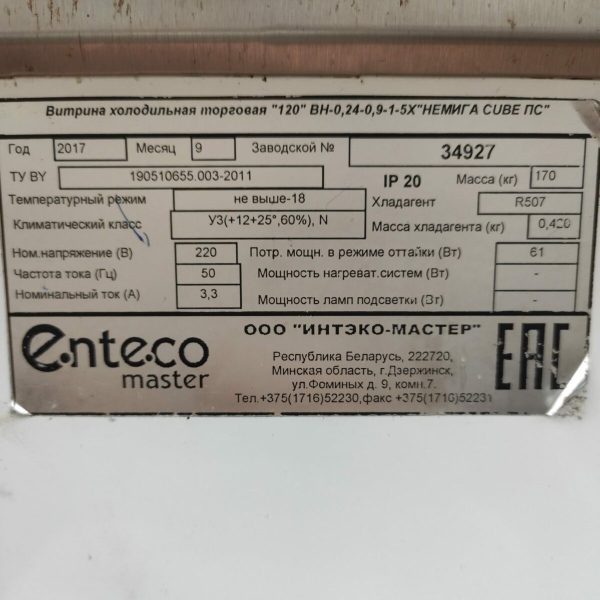 Витрина холодильная торговая "120" ВН-0,24-0,9-1-5Х"НЕМИГА CUBE ПС"
Год 2017 Месяц 9 Заводской № 34927
ТУ BY 190510655.003-2011 IP 20 Масса (кг) 170
Температурный режим не выше-18 Хладагент R507
Климатический класс У3(+12+25°,60%), N Масса хладагента (кг) 0,420
Ном.напряжение (В) 220 Потр. мощн. в режиме оттайки (Вт) 61
Частота тока (Гц) 50 Мощность нагреват.систем (Вт) -
Номинальный ток (А) 3,3 Мощность ламп подсветки (Вт) -
enteco master
ООО "ИНТЭКО-МАСТЕР"
Республика Беларусь, 222720,
Минская область, г.Дзержинск,
ул.Фоминых д. 9, комн.7.
Тел.+375(1716)52230,факс +375(1716)52231
EAC